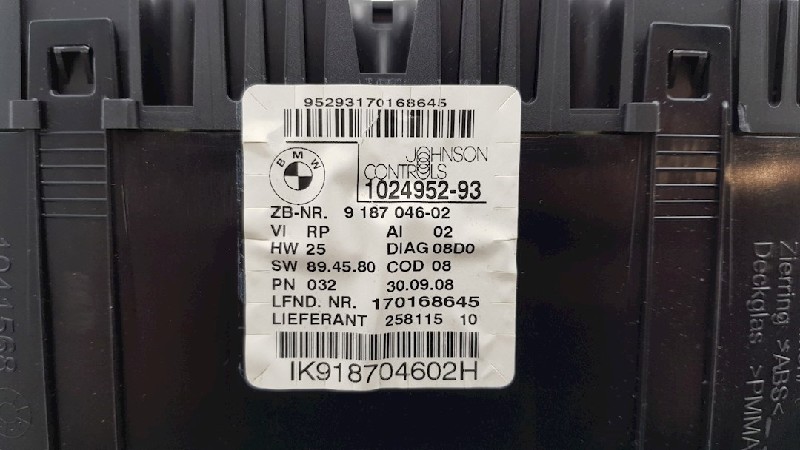 95293170168645
BMW
JOHNSON
CONTROLS
1024952-93
ZB-NR. 9 187 046-02
VI RP AI 02
HW 25 DIAG 08D0
SW 89.45.80 COD 08
PN 032 30.09.08
LFND. NR. 170168645
LIEFERANT 258115 10
IK918704602H
Zierring >ABS<
Deckglas >PMMA